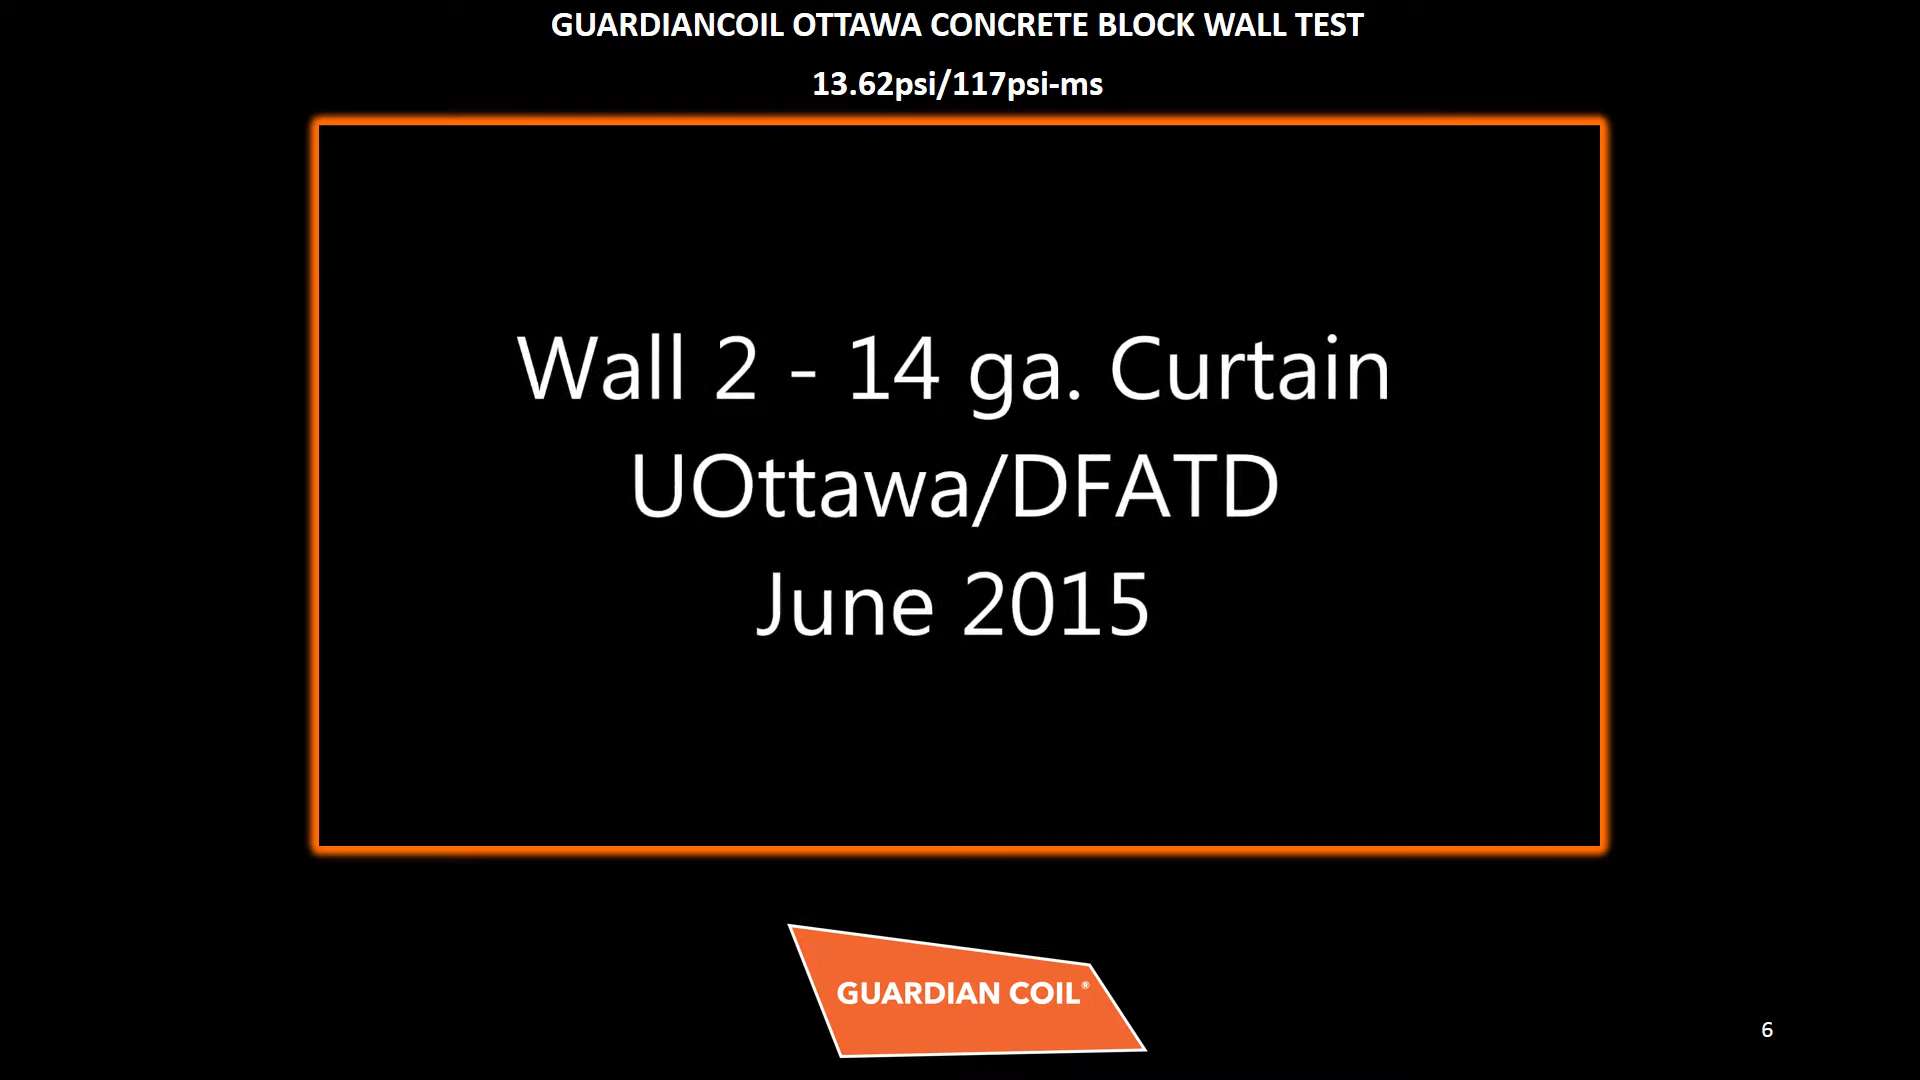 GUARDIANCOIL OTTAWA CONCRETE BLOCK WALL TEST
13.62psi/117psi-ms
Wall 2 - 14 ga. Curtain
UOttawa/DFATD
June 2015
GUARDIAN COIL®
6